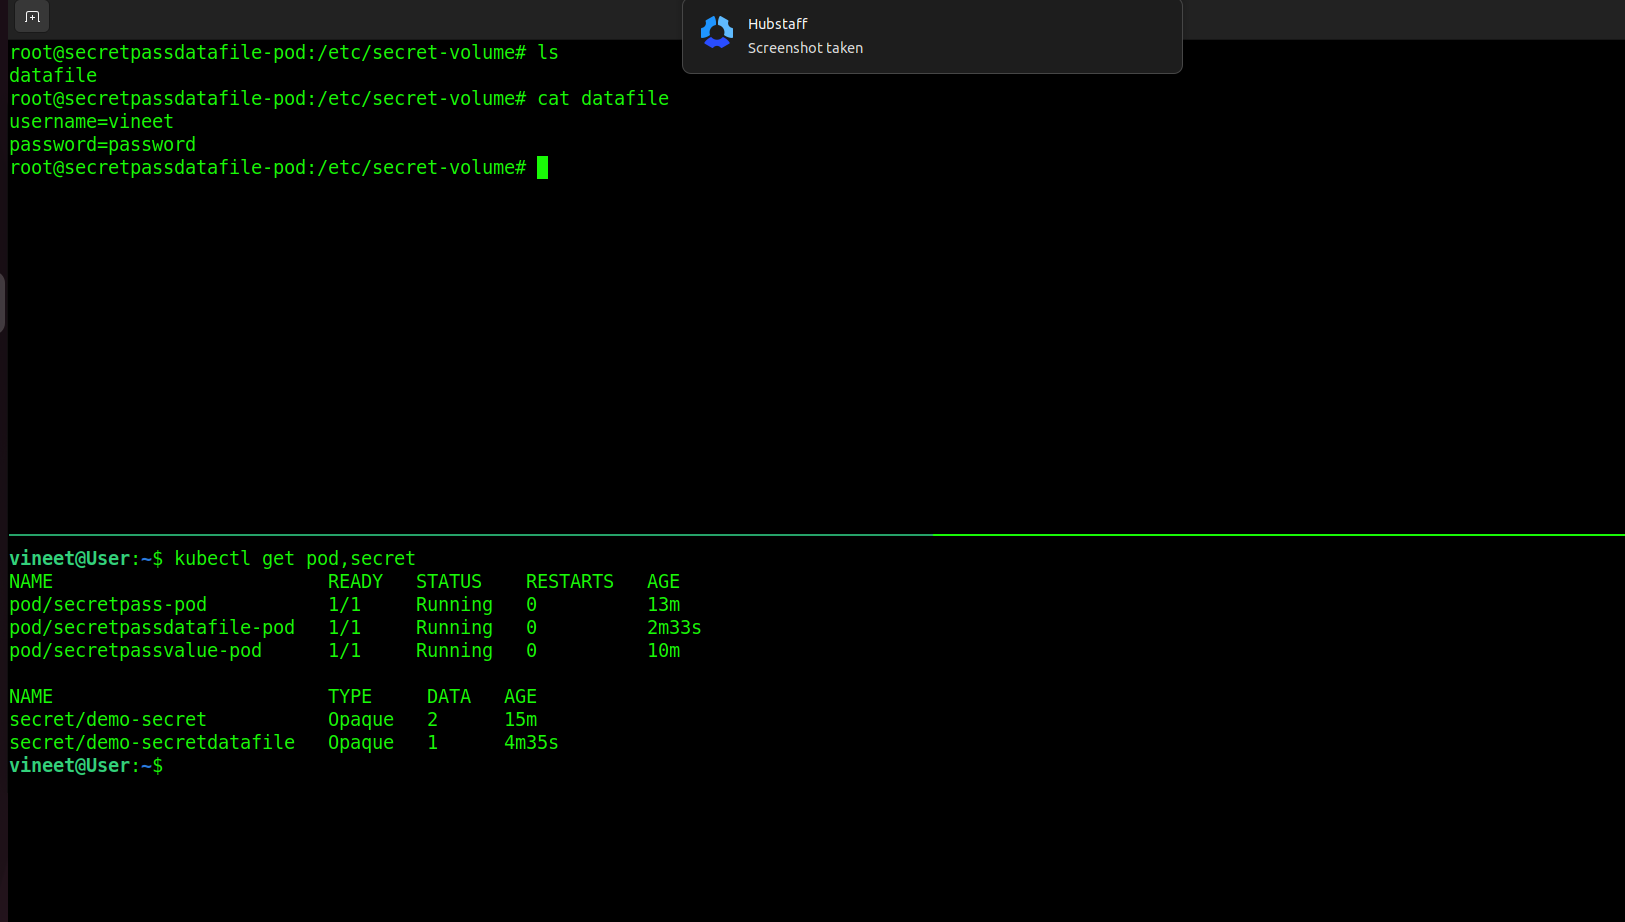 Hubstaff
Screenshot taken
root@secretpassdatafile-pod:/etc/secret-volume# ls
datafile
root@secretpassdatafile-pod:/etc/secret-volume# cat datafile
username=vineet
password=password
root@secretpassdatafile-pod:/etc/secret-volume#
vineet@User:~$ kubectl get pod,secret
NAME                             READY   STATUS    RESTARTS   AGE
pod/secretpass-pod               1/1     Running   0          13m
pod/secretpassdatafile-pod   1/1     Running   0          2m33s
pod/secretpassvalue-pod      1/1     Running   0          10m
NAME                         TYPE     DATA   AGE
secret/demo-secret           Opaque   2      15m
secret/demo-secretdatafile   Opaque   1      4m35s
vineet@User:~$